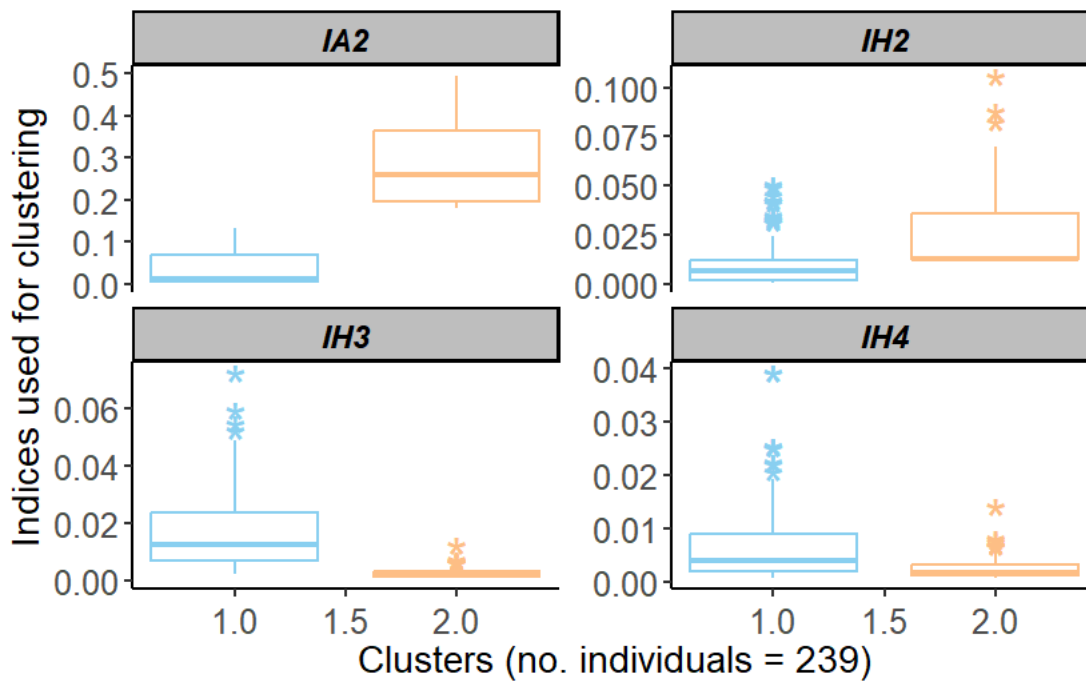 IA2
IH2
Indices used for clustering
0.5
0.4
0.3
0.2
0.1
0.0
0.100
0.075
0.050
0.025
0.000
IH3
IH4
0.06
0.04
0.02
0.00
0.04
0.03
0.02
0.01
0.00
1.0 1.5 2.0
1.0 1.5 2.0
Clusters (no. individuals = 239)